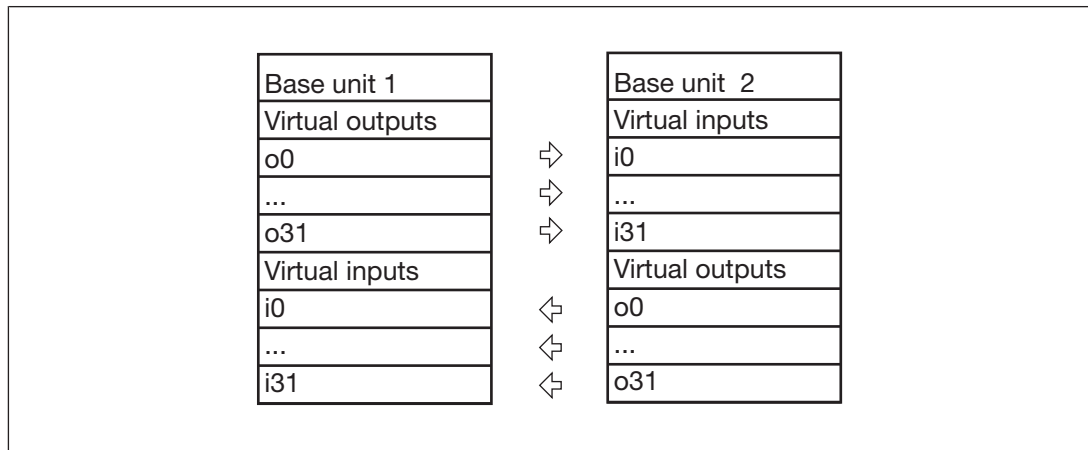 Base unit 1
Virtual outputs
o0
...
o31
Virtual inputs
i0
...
i31
Base unit 2
Virtual inputs
i0
...
i31
Virtual outputs
o0
...
o31